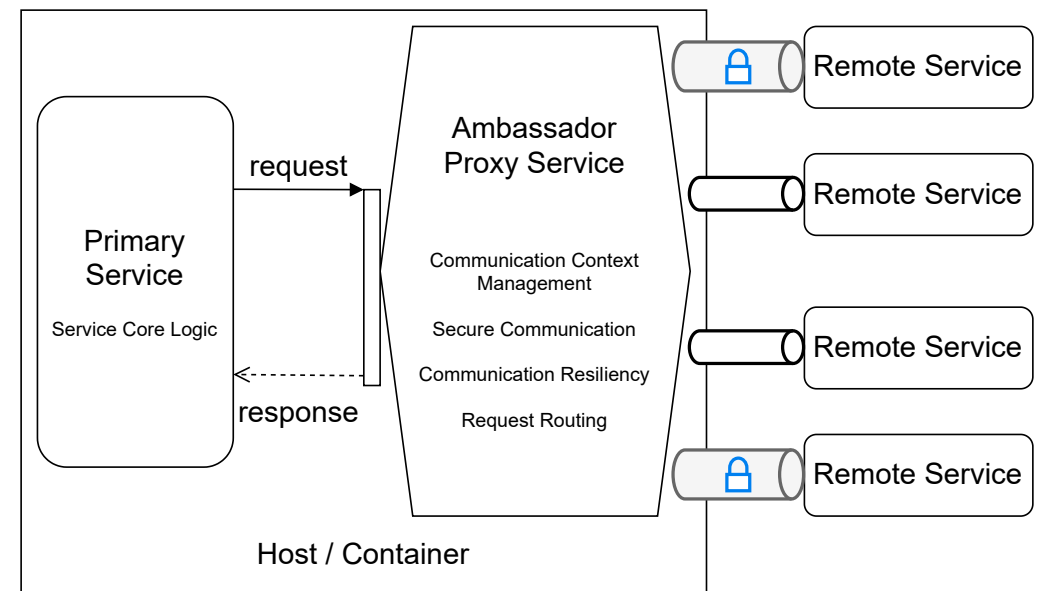 Primary
Service
Service Core Logic
request
response
Ambassador
Proxy Service
Communication Context
Management
Secure Communication
Communication Resiliency
Request Routing
Remote Service
Remote Service
Remote Service
Remote Service
Host / Container